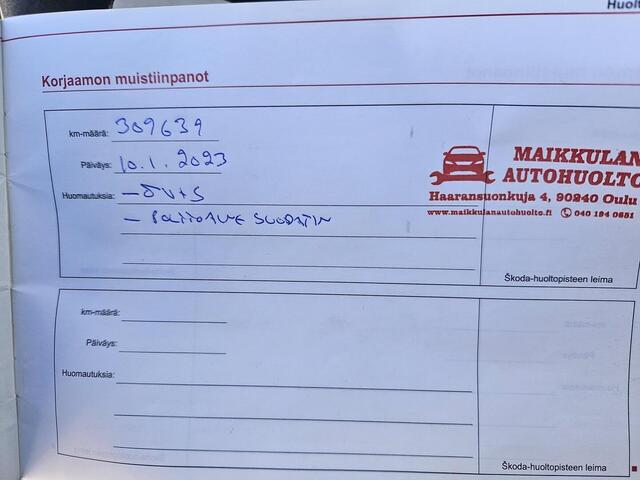 Huolt
Korjaamon muistiinpanot
km-määrä: 309639
Päiväys: 10.1.2023
Huomautuksia: - ÖV+S
- POLTTOAINE SUODATIN
MAIKKULAN
AUTOHUOLTO
Haaransuonkuja 4, 90240 Oulu
www.maikkulanautohuolto.fi 040 194 0651
Škoda-huoltopisteen leima
km-määrä:
Päiväys:
Huomautuksia:
Škoda-huoltopisteen leima